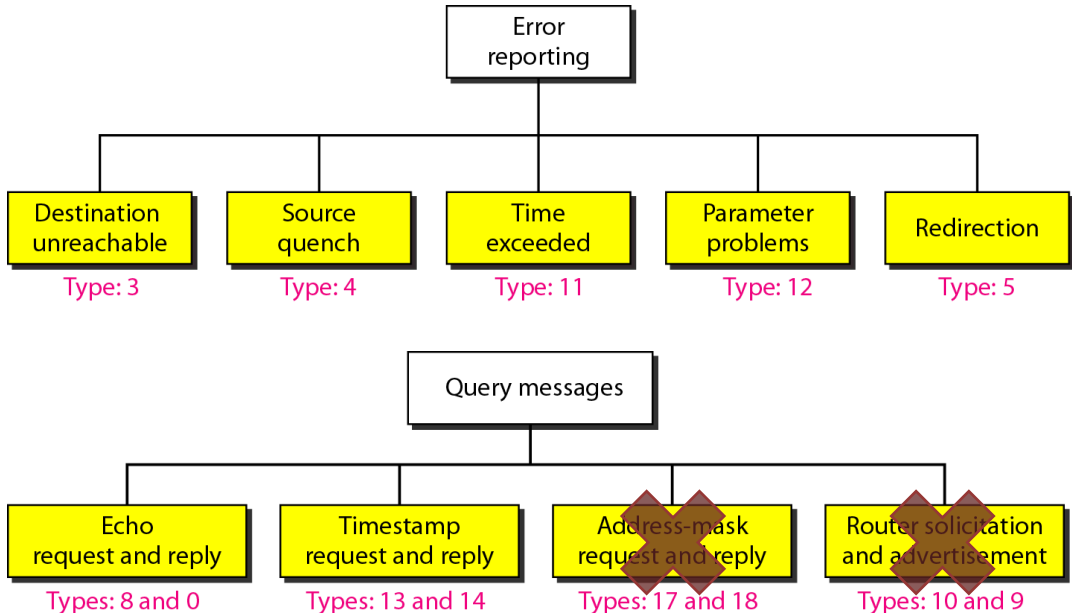 Error
reporting
Destination
unreachable
Source
quench
Time
exceeded
Parameter
problems
Redirection
Type: 3
Type: 4
Type: 11
Type: 12
Type: 5
Query messages
Echo
request and reply
Timestamp
request and reply
Address-mask
request and reply
Router solicitation
and advertisement
Types: 8 and 0
Types: 13 and 14
Types: 17 and 18
Types: 10 and 9